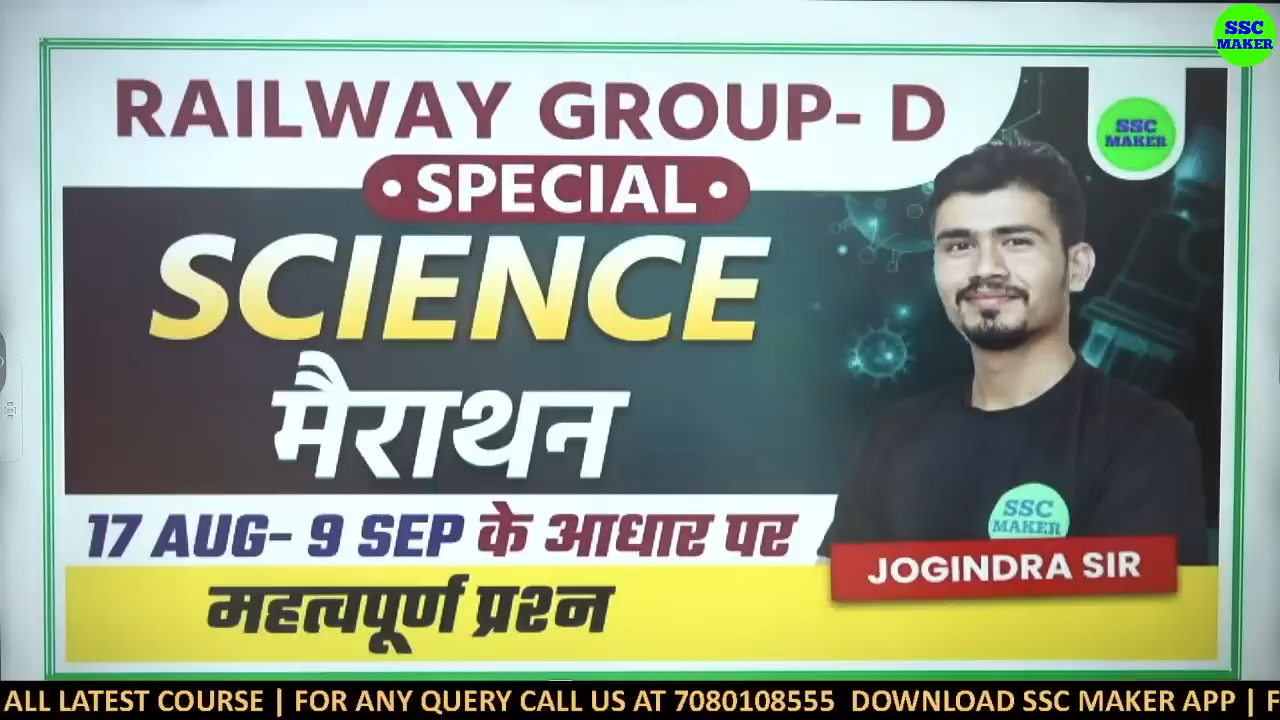 SSC
MAKER
RAILWAY GROUP- D
SSC
MAKER
• SPECIAL •
SCIENCE
मैराथन
17 AUG- 9 SEP के आधार पर
महत्वपूर्ण प्रश्न
SSC
MAKER
JOGINDRA SIR
ALL LATEST COURSE | FOR ANY QUERY CALL US AT 7080108555 DOWNLOAD SSC MAKER APP | F